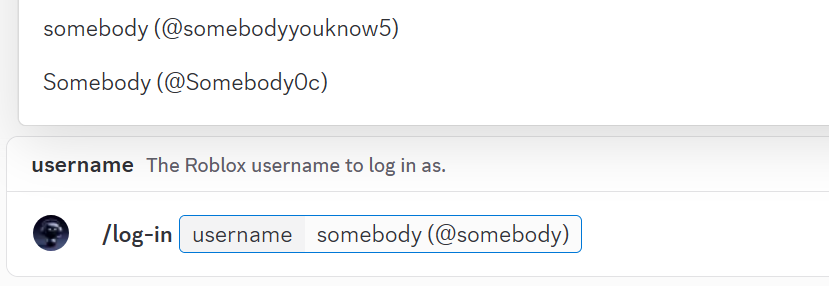 somebody (@somebodyyouknow5)
Somebody (@Somebody0c)
username The Roblox username to log in as.
/log-in username somebody (@somebody)